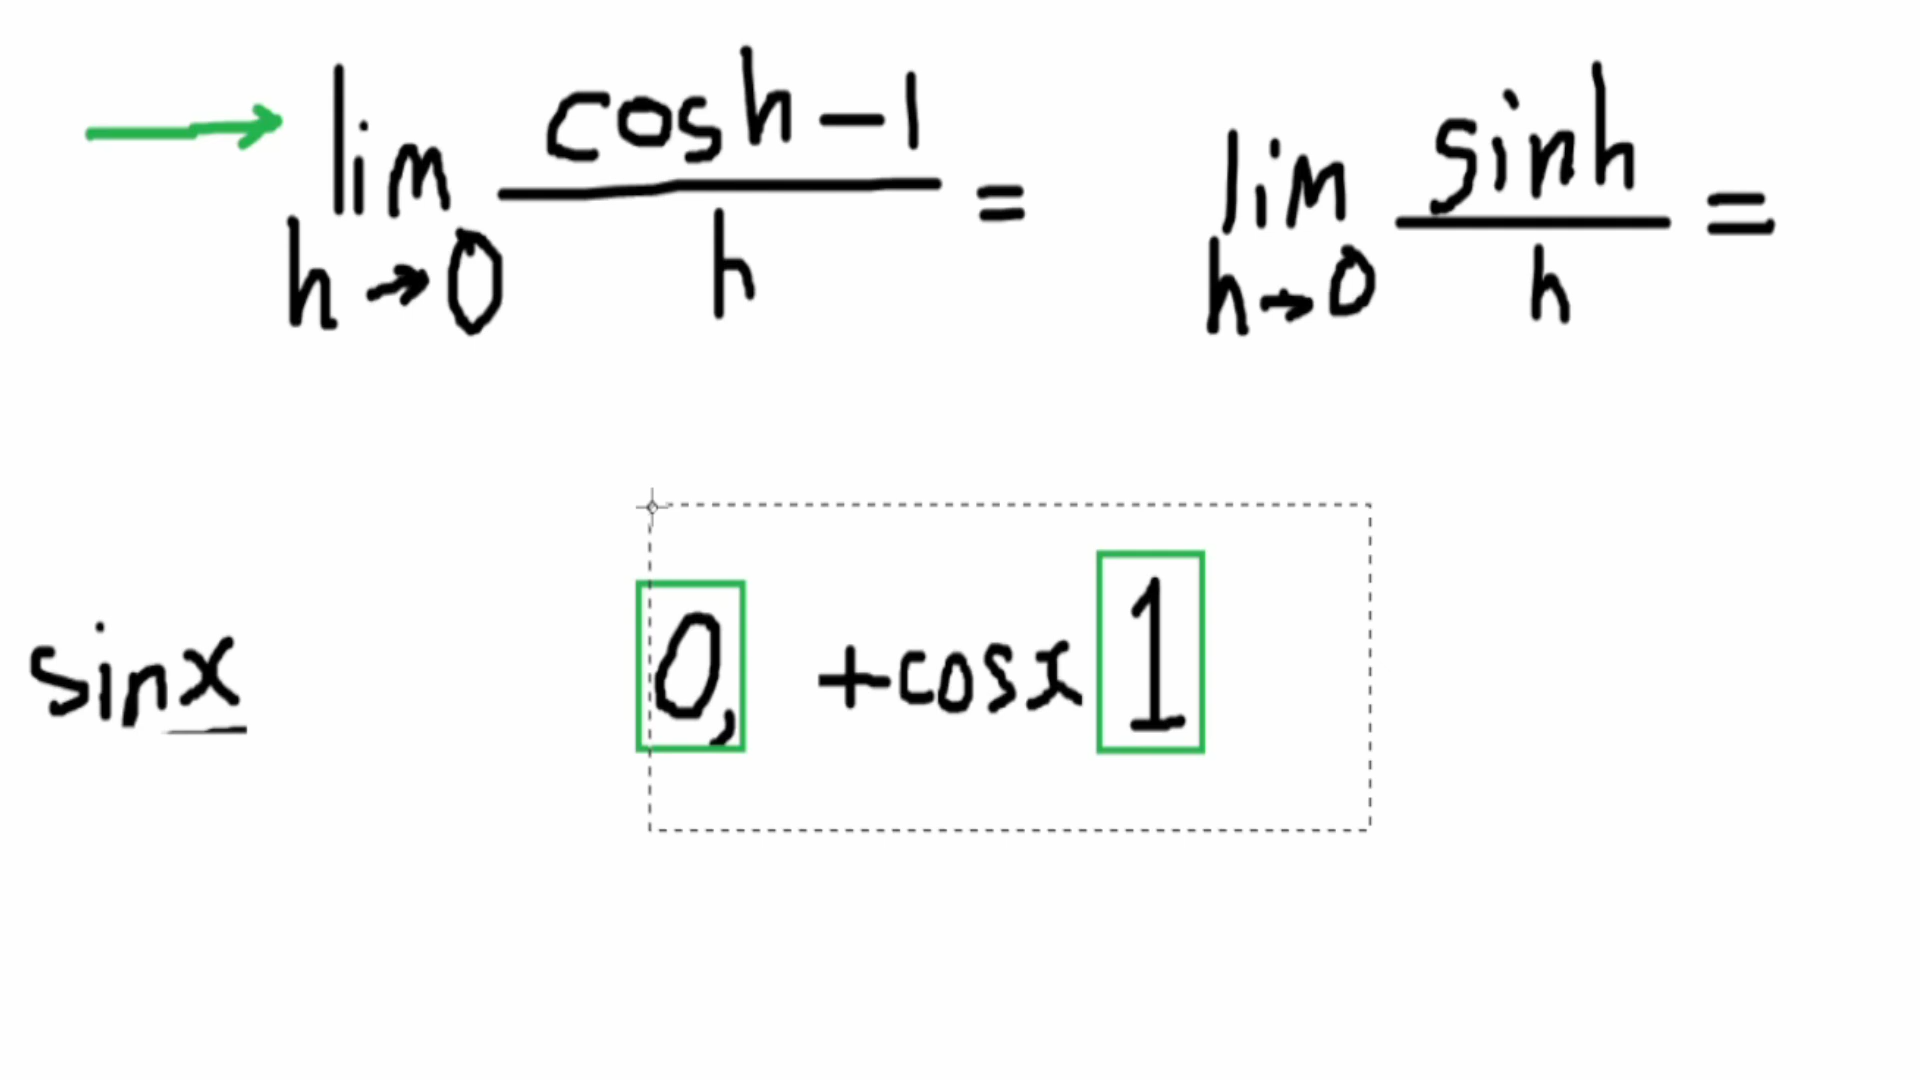 lim h→0 (cosh-1)/h = lim h→0 sinh/h =
sinx 0, +cosx 1